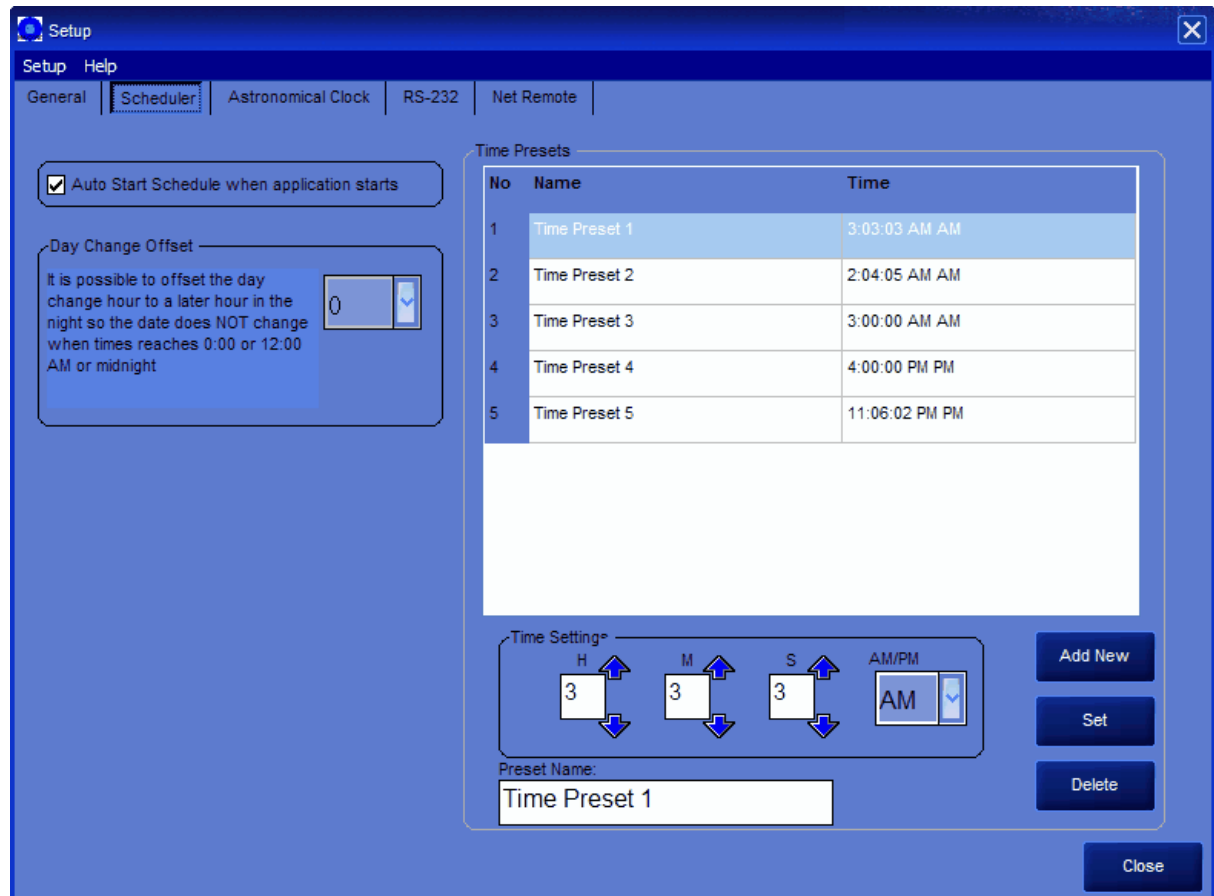 Setup
Setup Help
General Scheduler Astronomical Clock RS-232 Net Remote
Auto Start Schedule when application starts
Day Change Offset
It is possible to offset the day
change hour to a later hour in the
night so the date does NOT change
when times reaches 0:00 or 12:00
AM or midnight
0
Time Presets
No Name Time
1 Time Preset 1 3:03:03 AM AM
2 Time Preset 2 2:04:05 AM AM
3 Time Preset 3 3:00:00 AM AM
4 Time Preset 4 4:00:00 PM PM
5 Time Preset 5 11:06:02 PM PM
Time Settings
H M S AM/PM
3 3 3 AM
Preset Name:
Time Preset 1
Add New
Set
Delete
Close